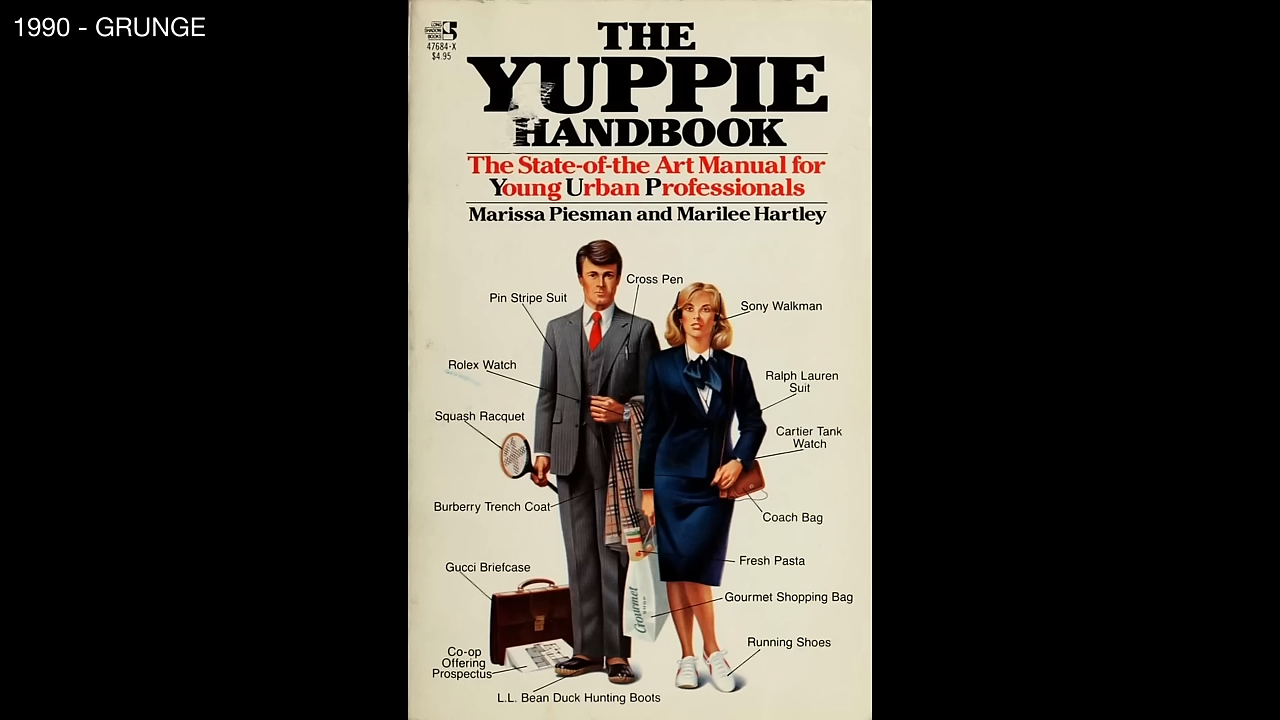 1990 - GRUNGE
LONG
SHADOW
BOOKS
47684-X
$4.95
THE
YUPPIE
HANDBOOK
The State-of-the Art Manual for
Young Urban Professionals
Marissa Piesman and Marilee Hartley
Cross Pen
Pin Stripe Suit
Sony Walkman
Rolex Watch
Ralph Lauren
Suit
Squash Racquet
Cartier Tank
Watch
Burberry Trench Coat
Coach Bag
Fresh Pasta
Gucci Briefcase
Gourmet Shopping Bag
Gourmet
Running Shoes
Co-op
Offering
Prospectus
L.L. Bean Duck Hunting Boots